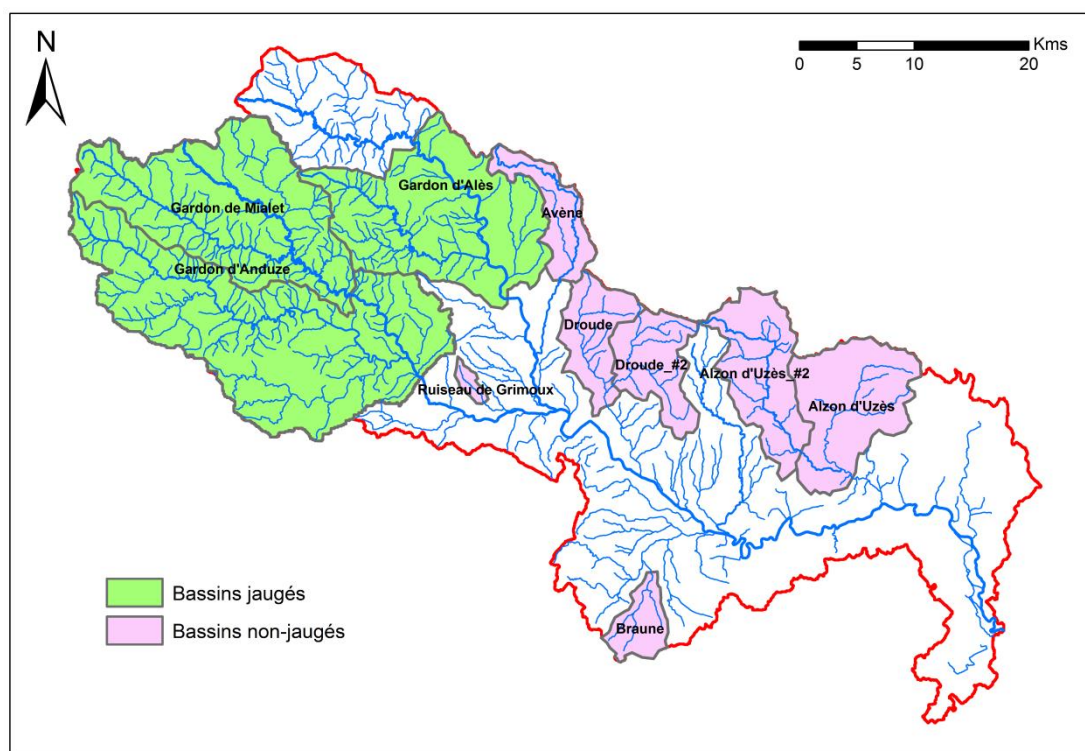 N
Kms
0 5 10 20
Gardon d'Alès
Avène
Gardon de Mialet
Gardon d'Anduze
Droude
Droude_#2
Alzon d'Uzès_#2
Ruiseau de Grimoux
Alzon d'Uzès
Bassins jaugés
Bassins non-jaugés
Braune